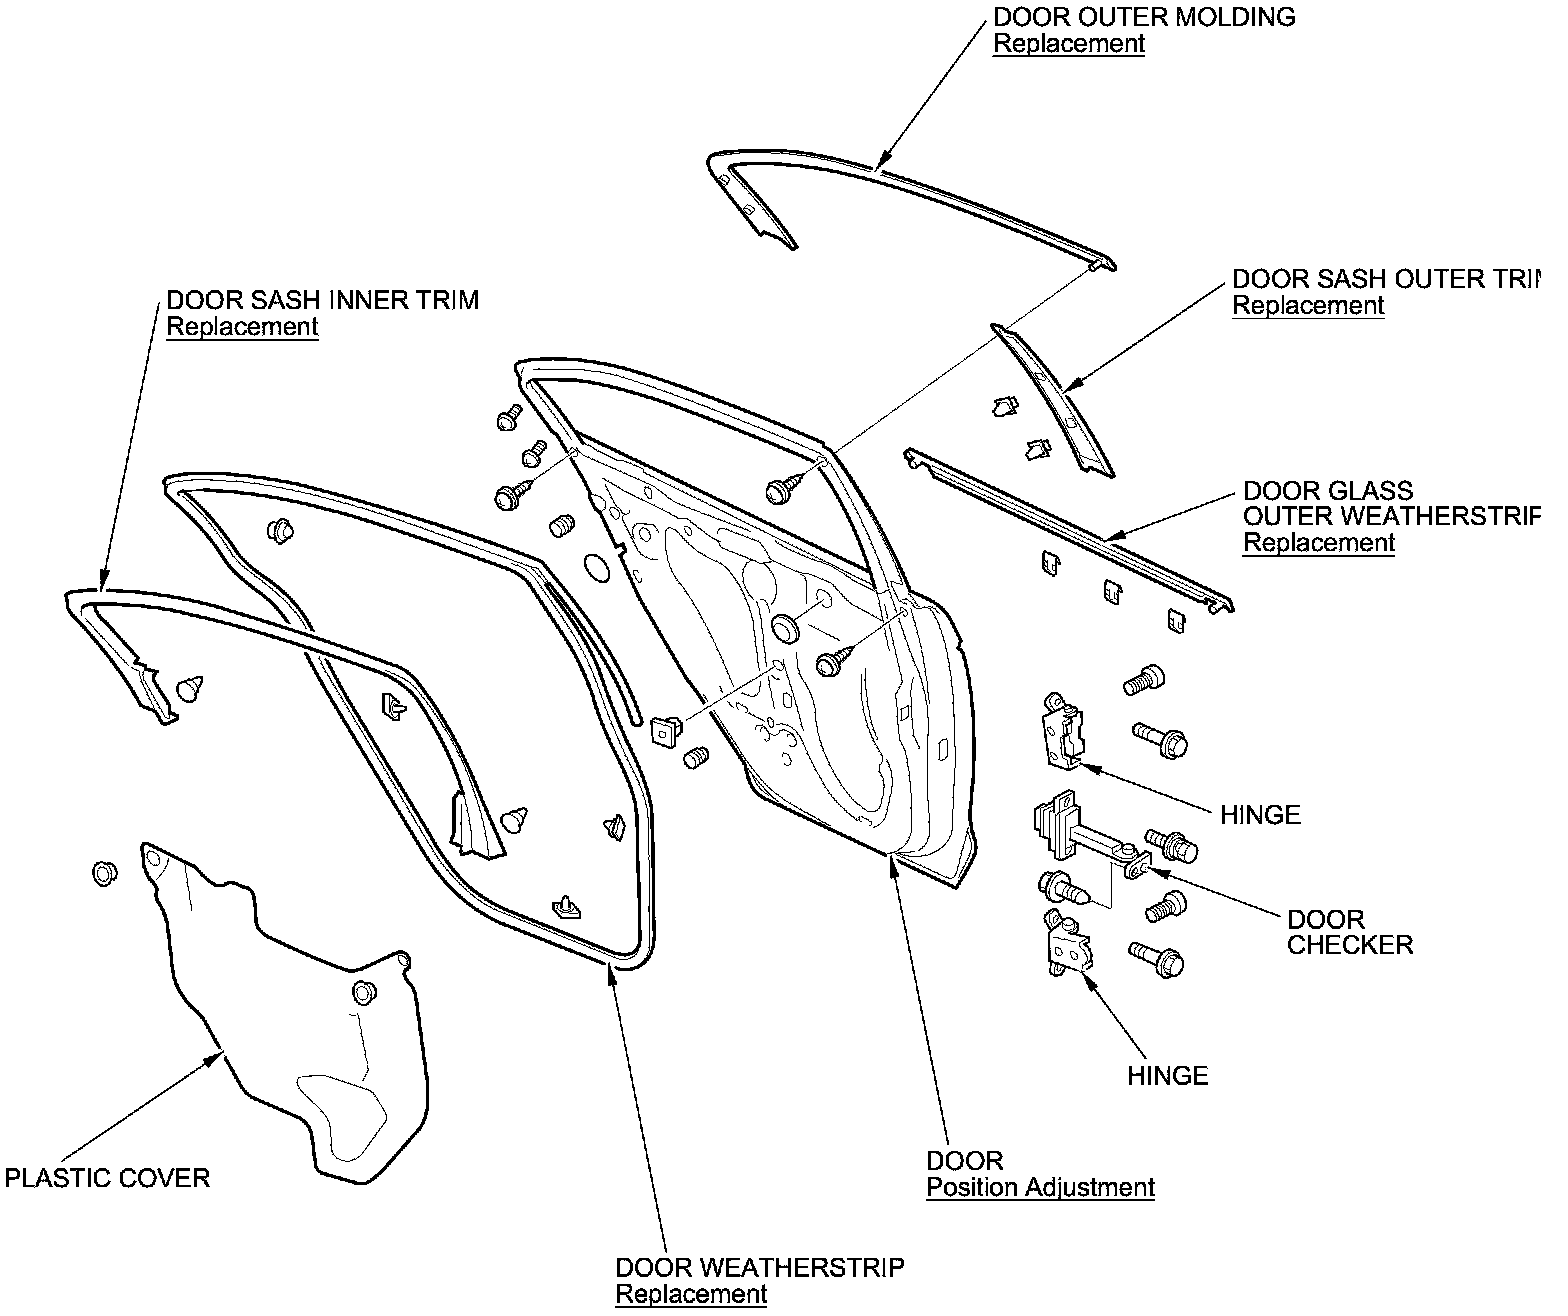 DOOR OUTER MOLDING
Replacement
DOOR SASH OUTER TRIM
Replacement
DOOR SASH INNER TRIM
Replacement
DOOR GLASS
OUTER WEATHERSTRIP
Replacement
HINGE
DOOR
CHECKER
HINGE
DOOR
Position Adjustment
PLASTIC COVER
DOOR WEATHERSTRIP
Replacement